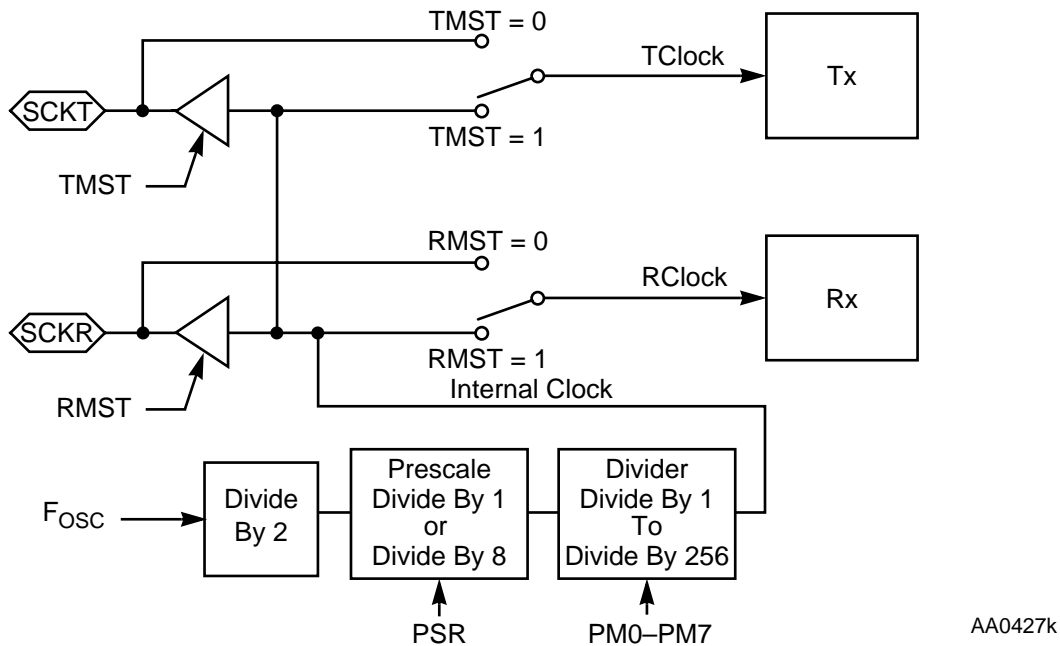 TMST = 0
TClock
Tx
SCKT
TMST = 1
TMST
RMST = 0
RClock
Rx
SCKR
RMST = 1
RMST
Internal Clock
FOSC
Divide
By 2
Prescale
Divide By 1
or
Divide By 8
Divider
Divide By 1
To
Divide By 256
PSR
PM0–PM7
AA0427k